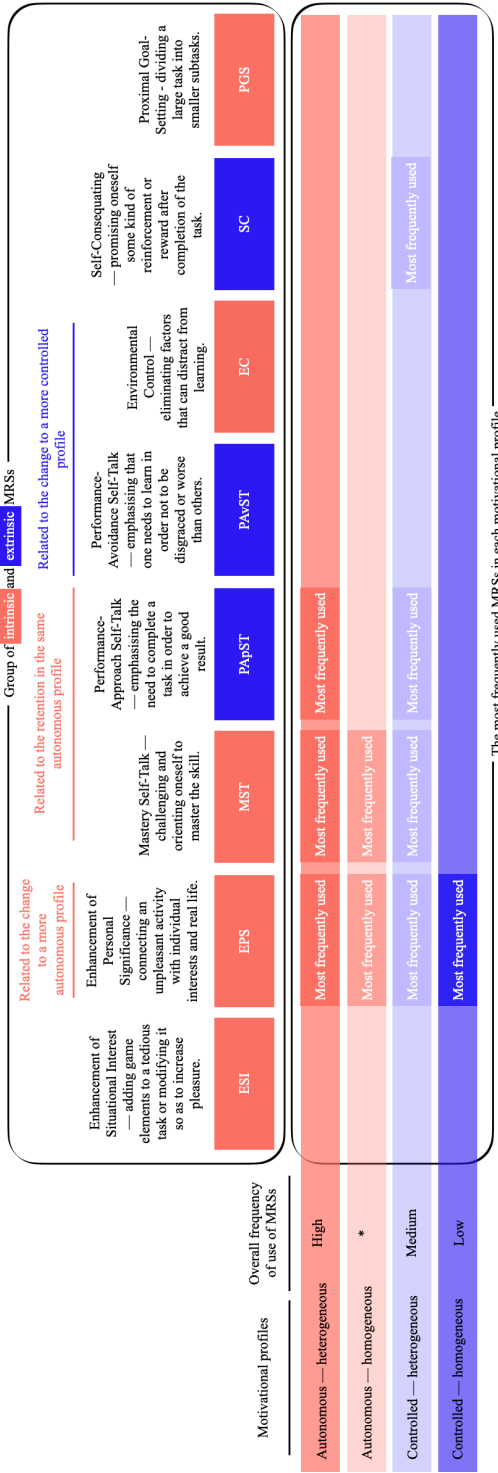 Group of intrinsic and extrinsic MRSs
Related to the change
to a more
autonomous profile
Related to the retention in the same
autonomous profile
Related to the change to a more controlled
profile
Enhancement of
Situational Interest
— adding game
elements to a tedious
task or modifying it
so as to increase
pleasure.
Enhancement of
Personal
Significance —
connecting an
unpleasant activity
with individual
interests and real life.
Mastery Self-Talk —
challenging and
orienting oneself to
master the skill.
Performance-
Approach Self-Talk
— emphasising the
need to complete a
task in order to
achieve a good
result.
Performance-
Avoidance Self-Talk
— emphasising that
one needs to learn in
order not to be
disgraced or worse
than others.
Environmental
Control —
eliminating factors
that can distract from
learning.
Self-Consequating
— promising oneself
some kind of
reinforcement or
reward after
completion of the
task.
Proximal Goal-
Setting - dividing a
large task into
smaller subtasks.
ESI
EPS
MST
PApST
PAvST
EC
SC
PGS
Motivational profiles
Overall frequency
of use of MRSs
Autonomous — heterogeneous
High
Most frequently used
Most frequently used
Most frequently used
Autonomous — homogeneous
*
Most frequently used
Most frequently used
Controlled — heterogeneous
Medium
Most frequently used
Most frequently used
Most frequently used
Most frequently used
Controlled — homogeneous
Low
Most frequently used
The most frequently used MRSs in each motivational profile